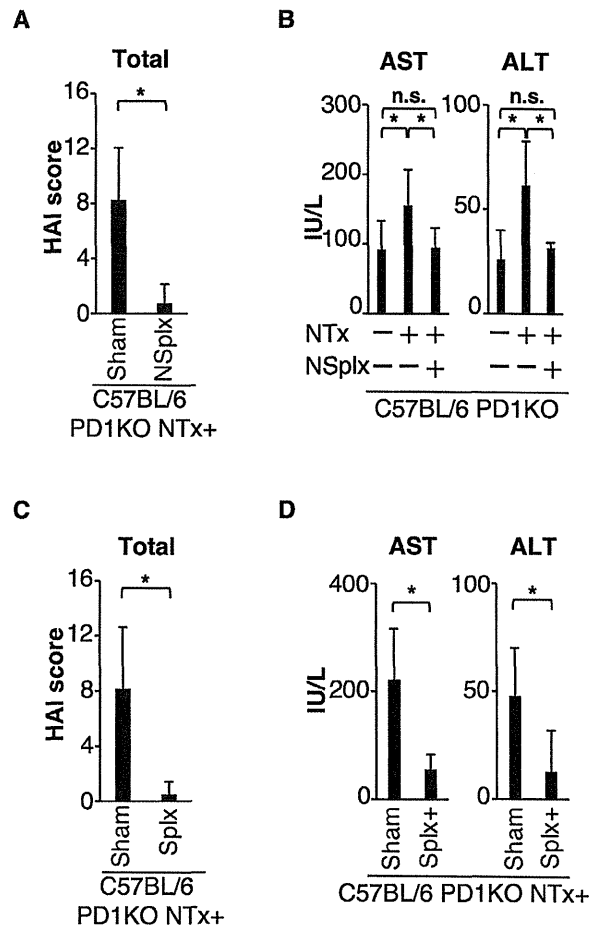 A
Total
*
16
12
8
4
0
HAI score
Sham
NSplx
C57BL/6
PD1KO NTx+
B
AST
ALT
n.s.
n.s.
* *
* *
300
200
100
0
IU/L
100
50
0
NTx − + + − + +
NSplx − − + − − +
C57BL/6 PD1KO
C
Total
*
16
12
8
4
0
HAI score
Sham
Splx
C57BL/6
PD1KO NTx+
D
AST
ALT
*
*
400
200
0
IU/L
100
50
0
Sham
Splx+
Sham
Splx+
C57BL/6 PD1KO NTx+